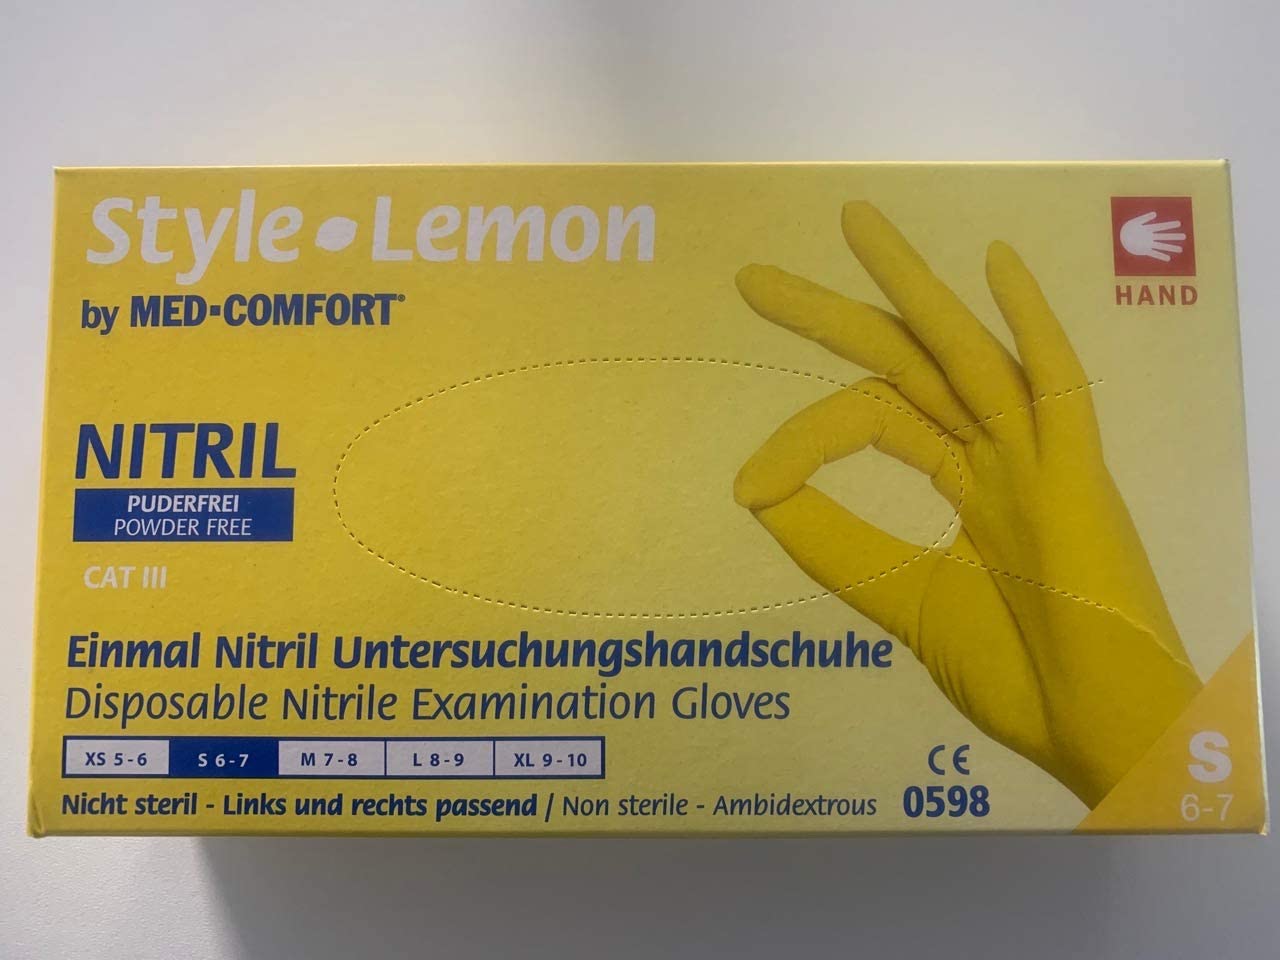 Style • Lemon
by MED-COMFORT®
HAND
NITRIL
PUDERFREI
POWDER FREE
CAT III
Einmal Nitril Untersuchungshandschuhe
Disposable Nitrile Examination Gloves
XS 5-6 S 6-7 M 7-8 L 8-9 XL 9-10
Nicht steril - Links und rechts passend / Non sterile - Ambidextrous
CE
0598
S
6-7